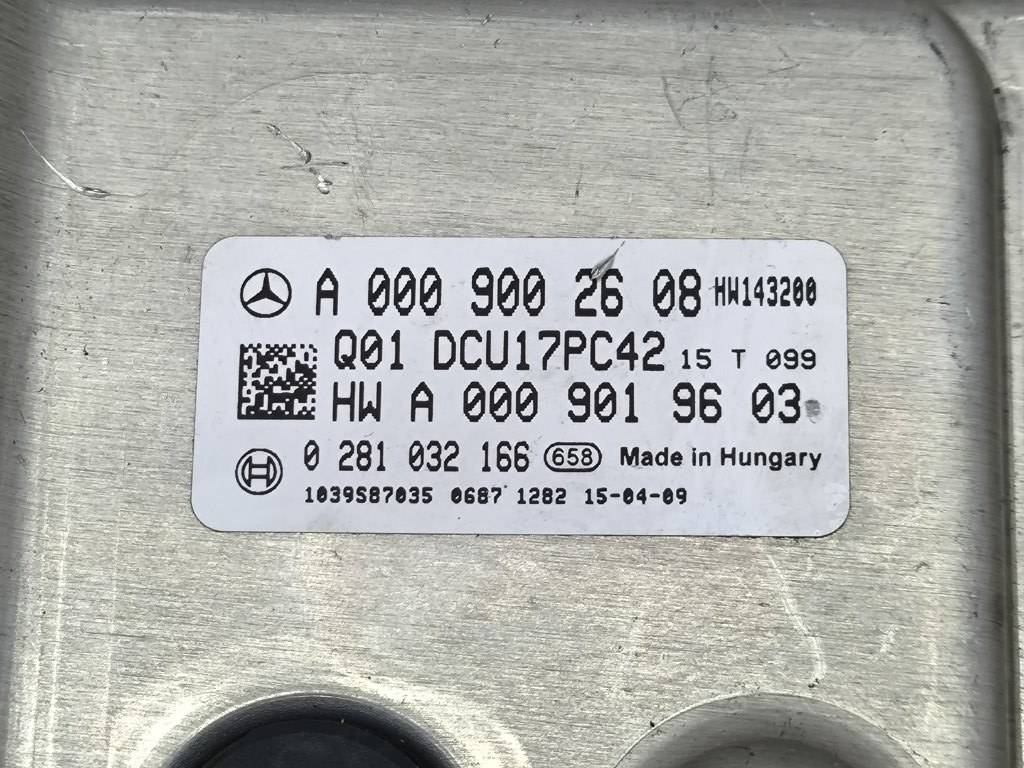 A 000 900 26 08 HW143200
Q01 DCU17PC42 15 T 099
HW A 000 901 96 03
0 281 032 166 658 Made in Hungary
1039S87035 0687 1282 15-04-09